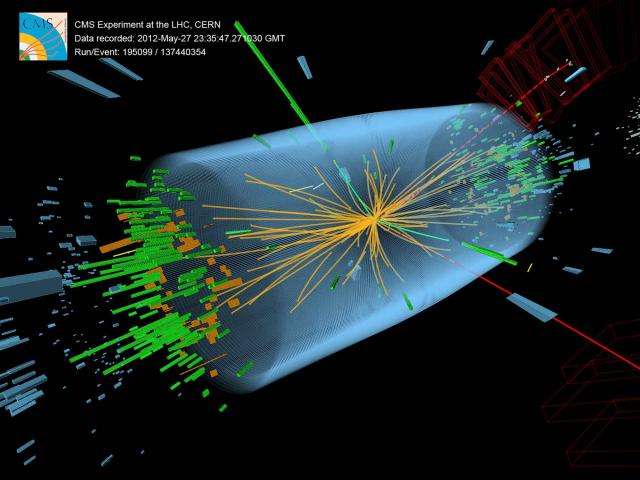 CMS
CMS Experiment at the LHC, CERN
Data recorded: 2012-May-27 23:35:47.271030 GMT
Run/Event: 195099 / 137440354